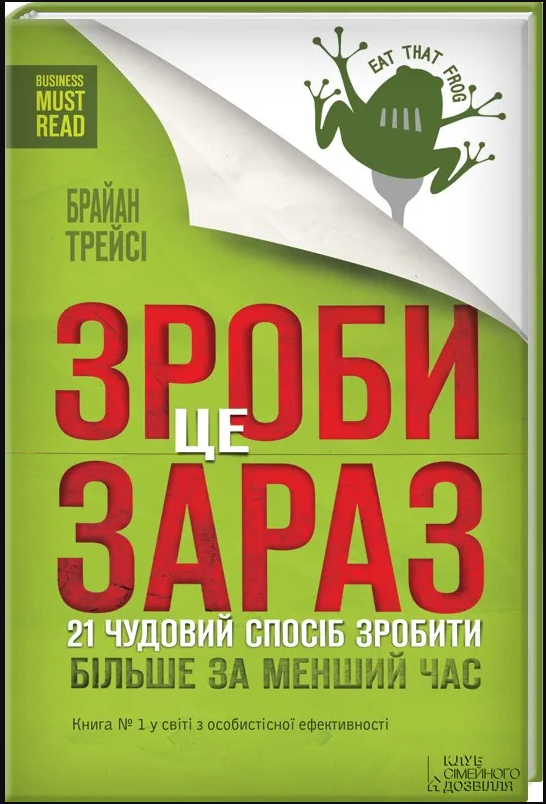 BUSINESS
MUST
READ
EAT THAT FROG
БРАЙАН
ТРЕЙСІ
ЗРОБИ
ЦЕ
ЗАРАЗ
21 ЧУДОВИЙ СПОСІБ ЗРОБИТИ
БІЛЬШЕ ЗА МЕНШИЙ ЧАС
Книга № 1 у світі з особистісної ефективності
КЛУБ
СІМЕЙНОГО
ДОЗВІЛЛЯ